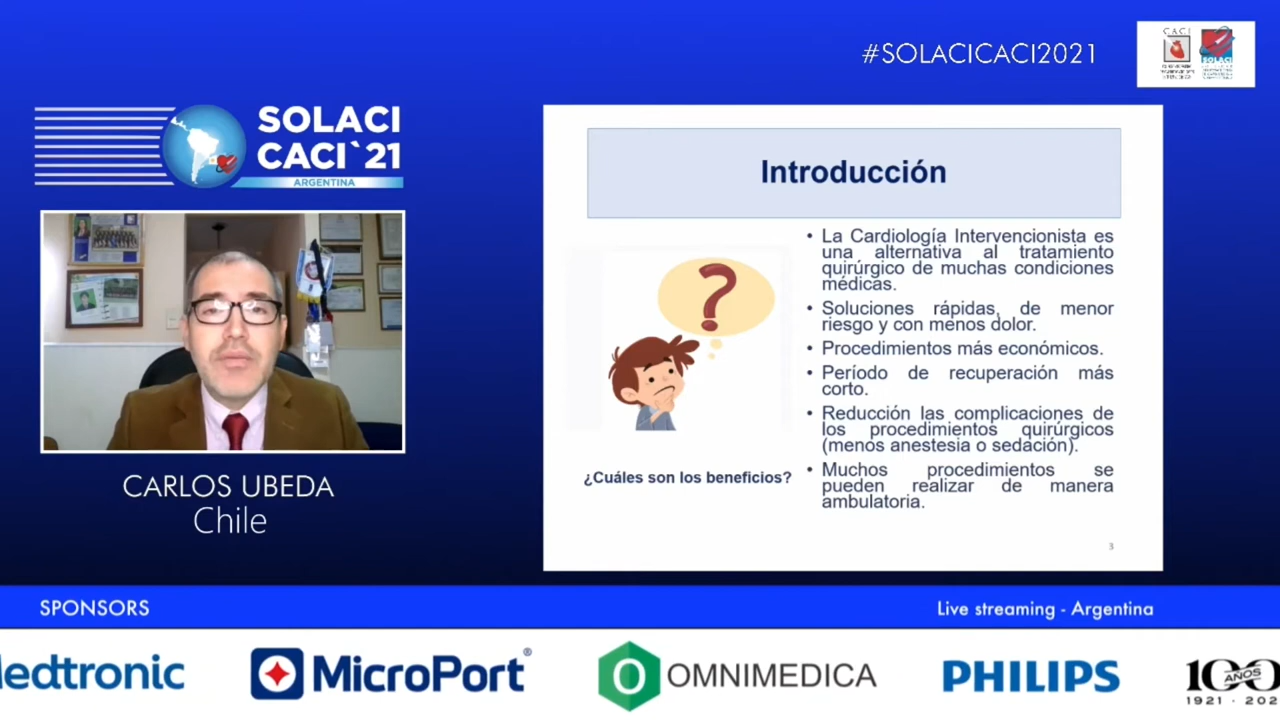 #SOLACICACI2021
CACI
SOLACI
SOLACI
CACI`21
ARGENTINA
CARLOS UBEDA
Chile
Introducción
¿Cuáles son los beneficios?
• La Cardiología Intervencionista es
una alternativa al tratamiento
quirúrgico de muchas condiciones
médicas.
• Soluciones rápidas, de menor
riesgo y con menos dolor.
• Procedimientos más económicos.
• Período de recuperación más
corto.
• Reducción las complicaciones de
los procedimientos quirúrgicos
(menos anestesia o sedación).
• Muchos procedimientos se
pueden realizar de manera
ambulatoria.
3
SPONSORS
Live streaming - Argentina
edtronic
MicroPort®
OMNIMEDICA
PHILIPS
100
AÑOS
1921 · 202